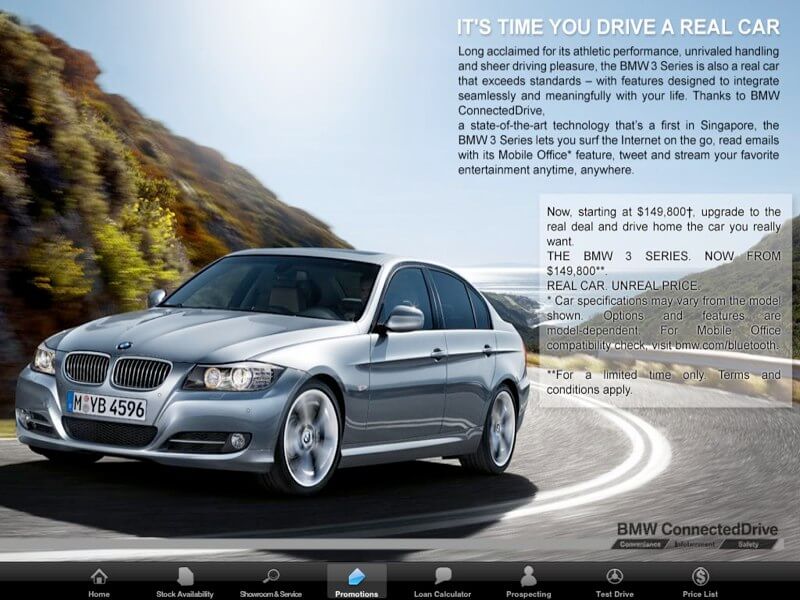 IT'S TIME YOU DRIVE A REAL CAR
Long acclaimed for its athletic performance, unrivaled handling
and sheer driving pleasure, the BMW 3 Series is also a real car
that exceeds standards – with features designed to integrate
seamlessly and meaningfully with your life. Thanks to BMW
ConnectedDrive,
a state-of-the-art technology that's a first in Singapore, the
BMW 3 Series lets you surf the Internet on the go, read emails
with its Mobile Office* feature, tweet and stream your favorite
entertainment anytime, anywhere.
Now, starting at $149,800†, upgrade to the
real deal and drive home the car you really
want.
THE BMW 3 SERIES. NOW FROM
$149,800**.
REAL CAR. UNREAL PRICE.
* Car specifications may vary from the model
shown. Options and features are
model-dependent. For Mobile Office
compatibility check, visit bmw.com/bluetooth.
**For a limited time only. Terms and
conditions apply.
M YB 4596
BMW ConnectedDrive
Convenience Infotainment Safety
Home Stock Availability Showroom & Service Promotions Loan Calculator Prospecting Test Drive Price List